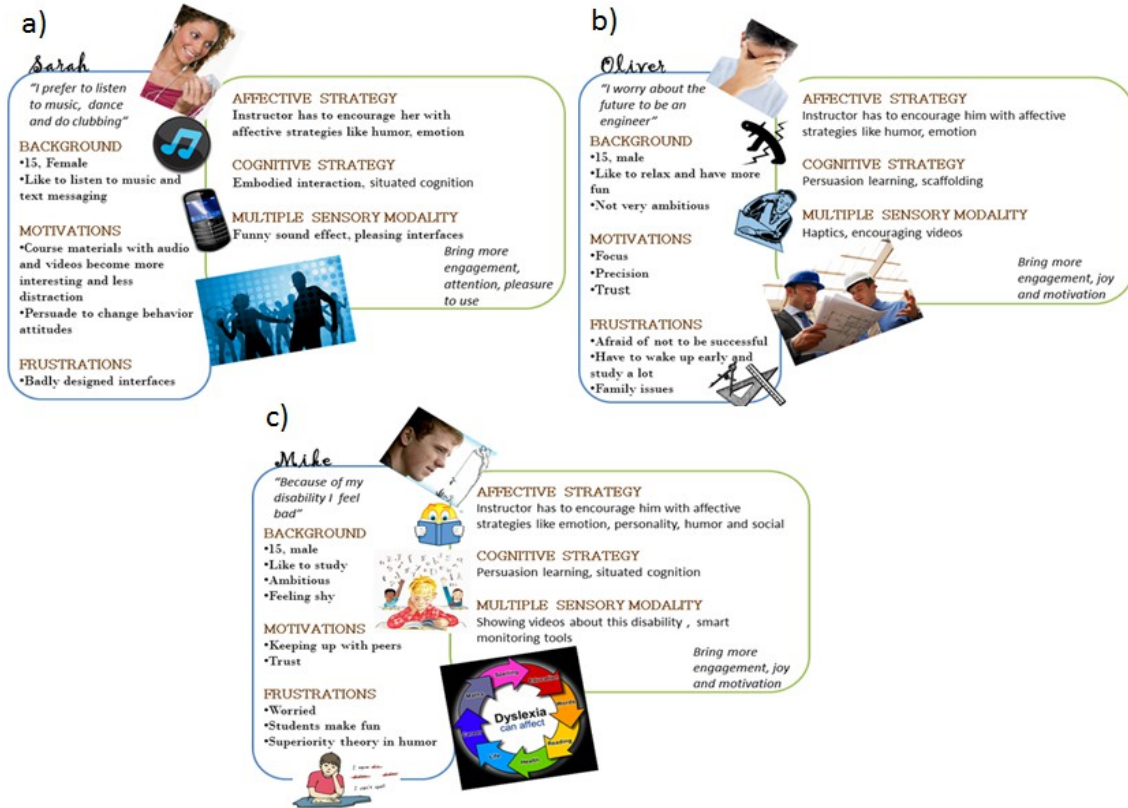 a)
Sarah
"I prefer to listen
to music, dance
and do clubbing"
BACKGROUND
•15, Female
•Like to listen to music and
text messaging
MOTIVATIONS
•Course materials with audio
and videos become more
interesting and less
distraction
•Persuade to change behavior
attitudes
FRUSTRATIONS
•Badly designed interfaces
AFFECTIVE STRATEGY
Instructor has to encourage her with
affective strategies like humor, emotion
COGNITIVE STRATEGY
Embodied interaction, situated cognition
MULTIPLE SENSORY MODALITY
Funny sound effect, pleasing interfaces
Bring more
engagement,
attention, pleasure
to use
b)
Oliver
"I worry about the
future to be an
engineer"
BACKGROUND
•15, male
•Like to relax and have more
fun
•Not very ambitious
MOTIVATIONS
•Focus
•Precision
•Trust
FRUSTRATIONS
•Afraid of not to be successful
•Have to wake up early and
study a lot
•Family issues
AFFECTIVE STRATEGY
Instructor has to encourage him with affective
strategies like humor, emotion
COGNITIVE STRATEGY
Persuasion learning, scaffolding
MULTIPLE SENSORY MODALITY
Haptics, encouraging videos
Bring more
engagement, joy
and motivation
c)
Mike
"Because of my
disability I feel
bad"
BACKGROUND
•15, male
•Like to study
•Ambitious
•Feeling shy
MOTIVATIONS
•Keeping up with peers
•Trust
FRUSTRATIONS
•Worried
•Students make fun
•Superiority theory in humor
AFFECTIVE STRATEGY
Instructor has to encourage him with affective
strategies like emotion, personality, humor and social
COGNITIVE STRATEGY
Persuasion learning, situated cognition
MULTIPLE SENSORY MODALITY
Showing videos about this disability , smart
monitoring tools
Bring more
engagement, joy
and motivation
Dyslexia
can affect
Spelling
Education
Words
Reading
Health
Life
Career
I can't spell